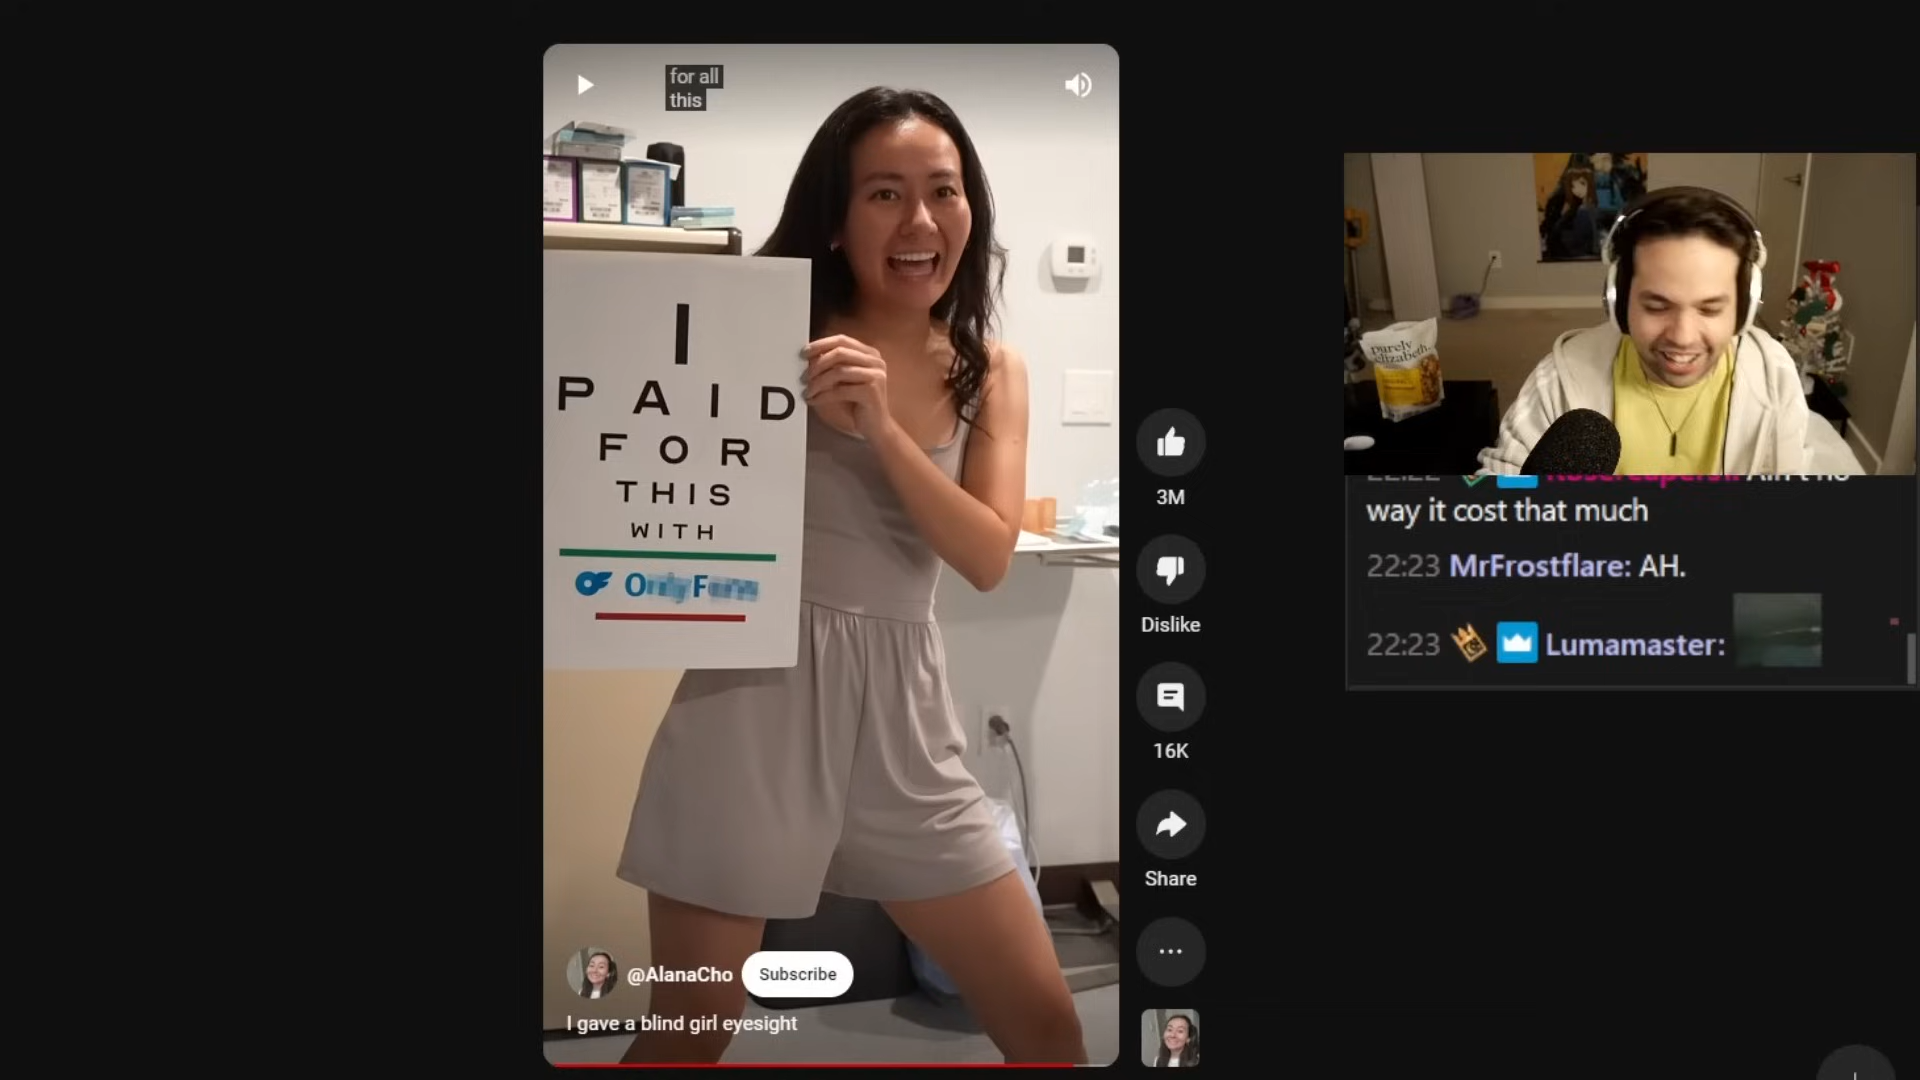 for all
this
I
PAID
FOR
THIS
WITH
@AlanaCho
Subscribe
I gave a blind girl eyesight
3M
Dislike
16K
Share
purely
elizabeth.
way it cost that much
22:23 MrFrostflare: AH.
22:23 Lumamaster: